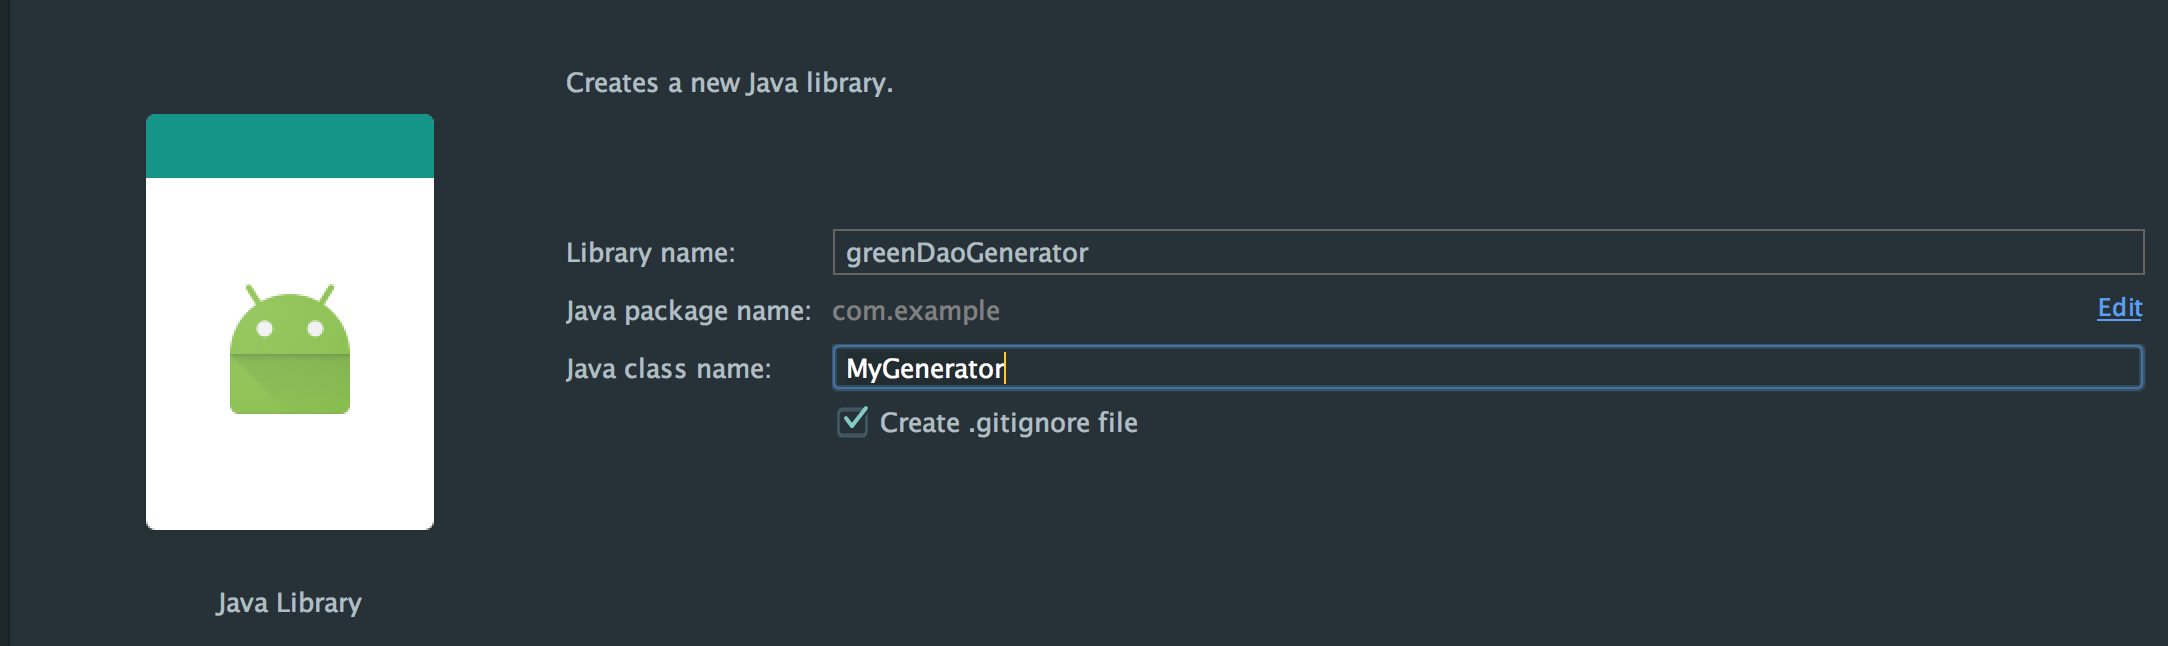 Creates a new Java library.
Library name: greenDaoGenerator
Java package name: com.example Edit
Java class name: MyGenerator
Create .gitignore file
Java Library